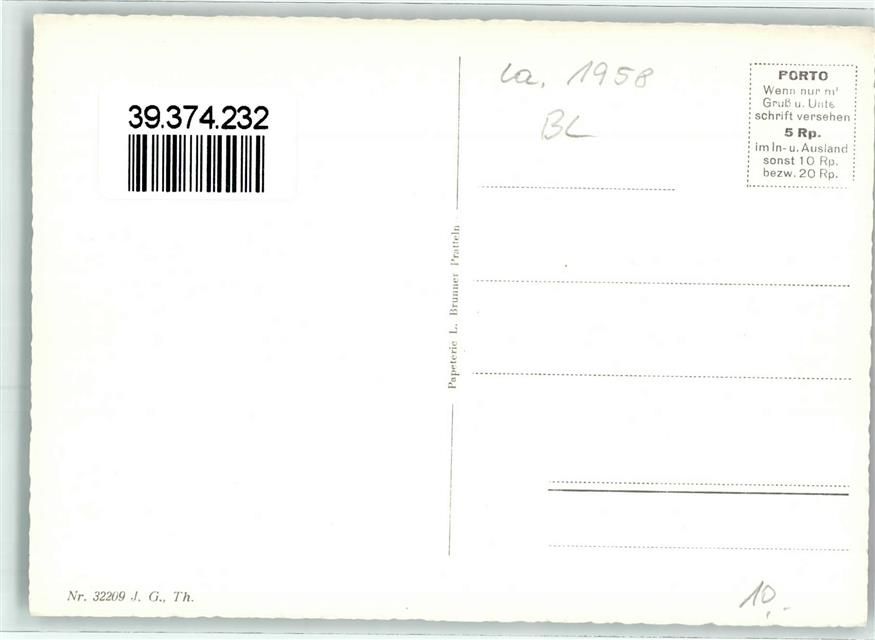 39.374.232
ca. 1958
BL
PORTO
Wenn nur m'
Gruß u. Unte
schrift versehen
5 Rp.
im In- u. Ausland
sonst 10 Rp.
bezw. 20 Rp.
Papeterie L. Brunner Pratteln
Nr. 32209 J. G., Th.
10.-